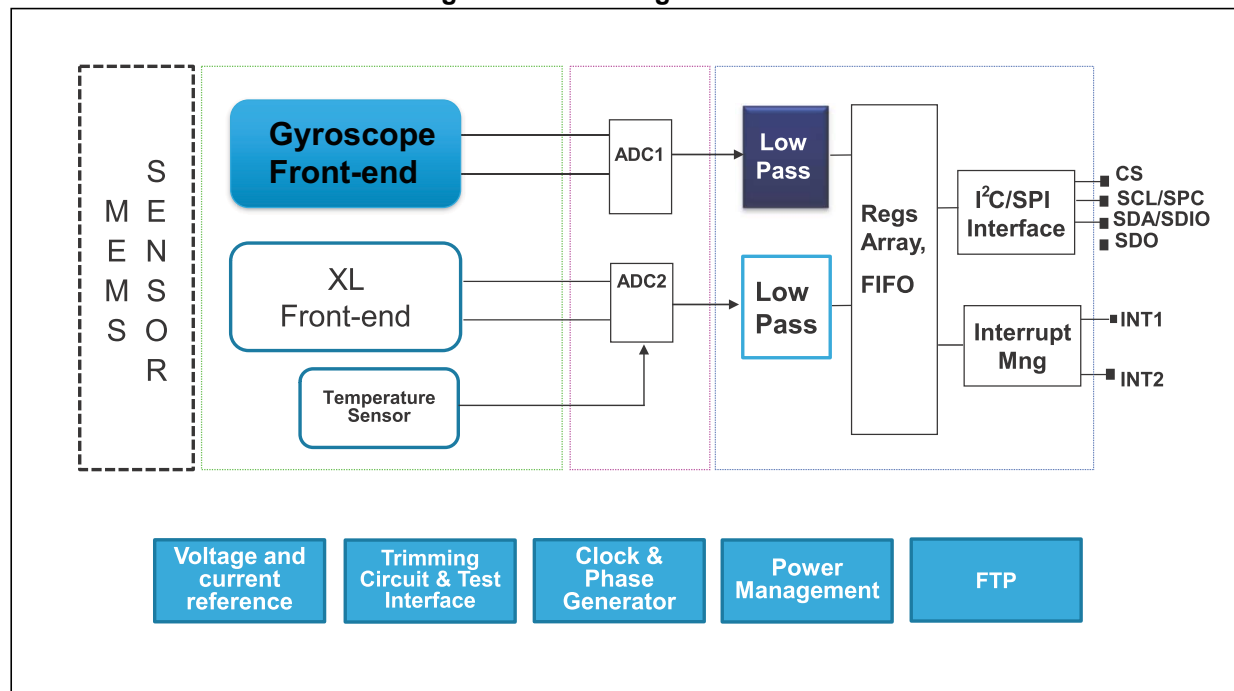 MEMS
SENSOR
Gyroscope
Front-end
XL
Front-end
Temperature
Sensor
ADC1
ADC2
Low
Pass
Low
Pass
Regs
Array,
FIFO
I²C/SPI
Interface
CS
SCL/SPC
SDA/SDIO
SDO
Interrupt
Mng
INT1
INT2
Voltage and
current
reference
Trimming
Circuit & Test
Interface
Clock &
Phase
Generator
Power
Management
FTP